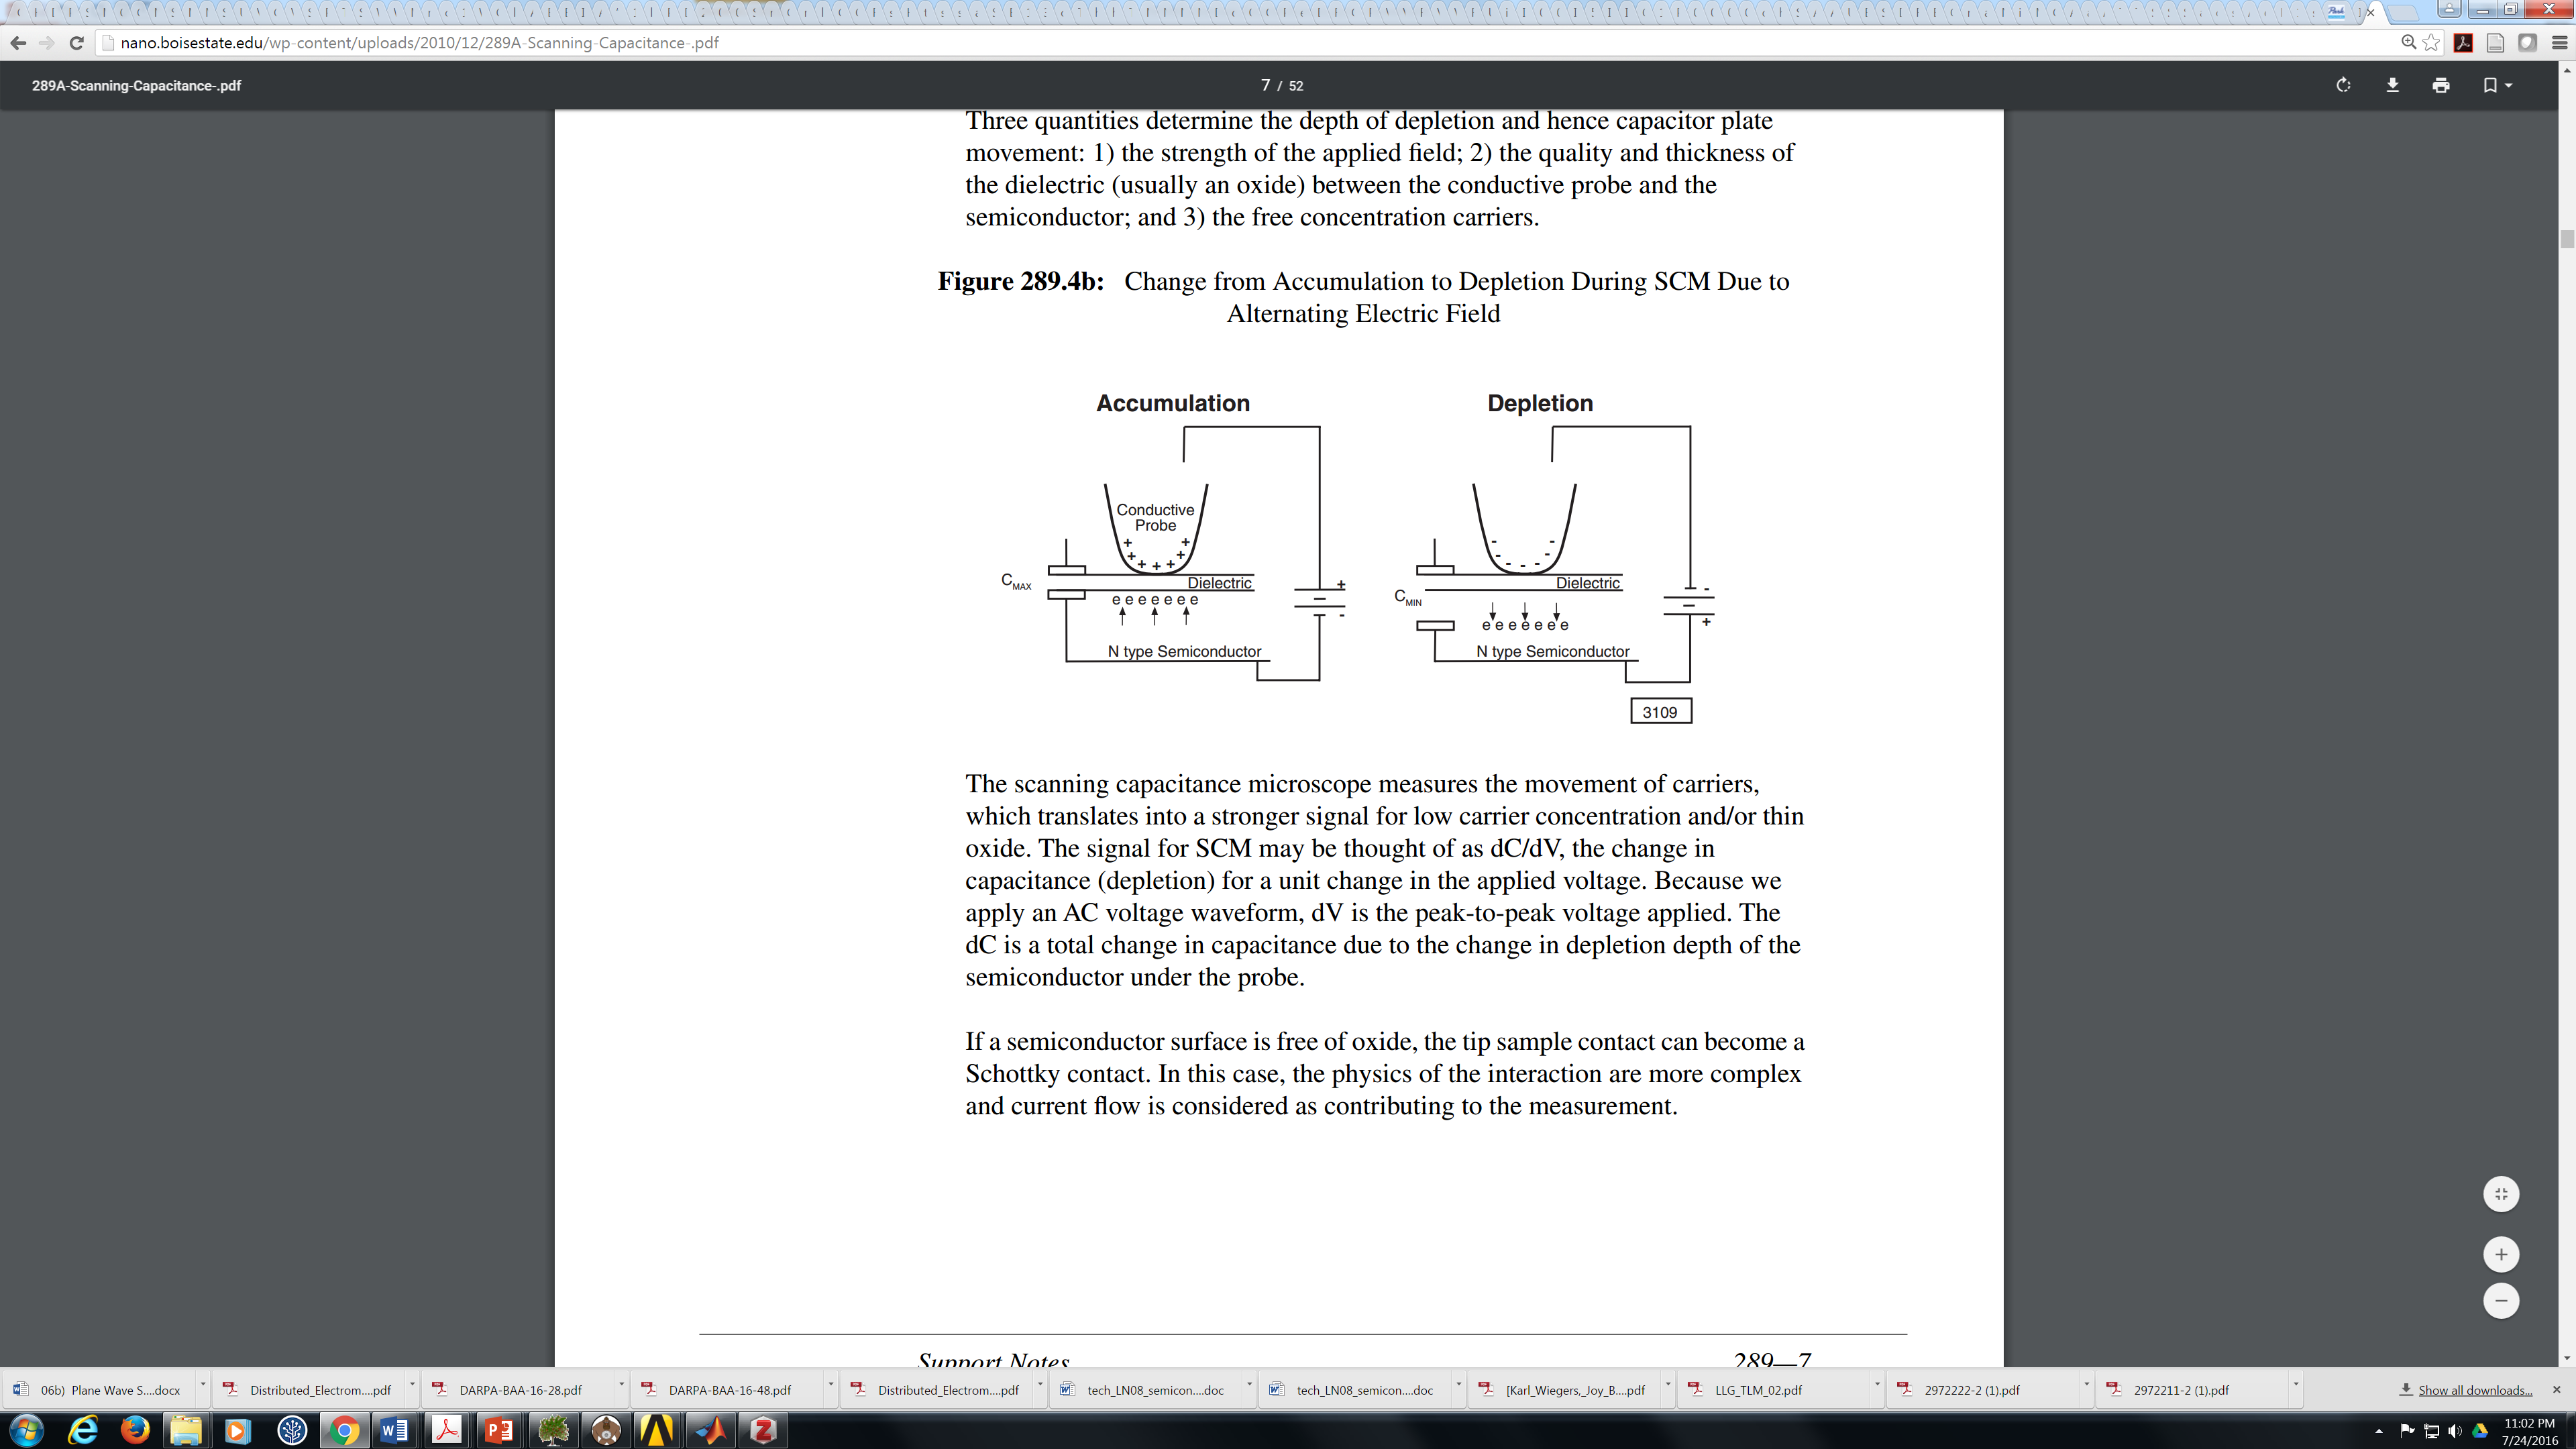 nano.boisestate.edu/wp-content/uploads/2010/12/289A-Scanning-Capacitance-.pdf
289A-Scanning-Capacitance-.pdf
7 / 52
Three quantities determine the depth of depletion and hence capacitor plate
movement: 1) the strength of the applied field; 2) the quality and thickness of
the dielectric (usually an oxide) between the conductive probe and the
semiconductor; and 3) the free concentration carriers.
Figure 289.4b: Change from Accumulation to Depletion During SCM Due to
Alternating Electric Field
Accumulation
Depletion
Conductive
Probe
+ +
+ +
+ + +
- -
- -
- - -
CMAX
Dielectric
e e e e e e e
+
-
N type Semiconductor
CMIN
Dielectric
e e e e e e e
-
+
N type Semiconductor
3109
The scanning capacitance microscope measures the movement of carriers,
which translates into a stronger signal for low carrier concentration and/or thin
oxide. The signal for SCM may be thought of as dC/dV, the change in
capacitance (depletion) for a unit change in the applied voltage. Because we
apply an AC voltage waveform, dV is the peak-to-peak voltage applied. The
dC is a total change in capacitance due to the change in depletion depth of the
semiconductor under the probe.
If a semiconductor surface is free of oxide, the tip sample contact can become a
Schottky contact. In this case, the physics of the interaction are more complex
and current flow is considered as contributing to the measurement.
Support Notes 289—7
06b) Plane Wave S....docx
Distributed_Electrom....pdf
DARPA-BAA-16-28.pdf
DARPA-BAA-16-48.pdf
Distributed_Electrom....pdf
tech_LN08_semicon....doc
tech_LN08_semicon....doc
[Karl_Wiegers,_Joy_B....pdf
LLG_TLM_02.pdf
2972222-2 (1).pdf
2972211-2 (1).pdf
Show all downloads...
11:02 PM
7/24/2016